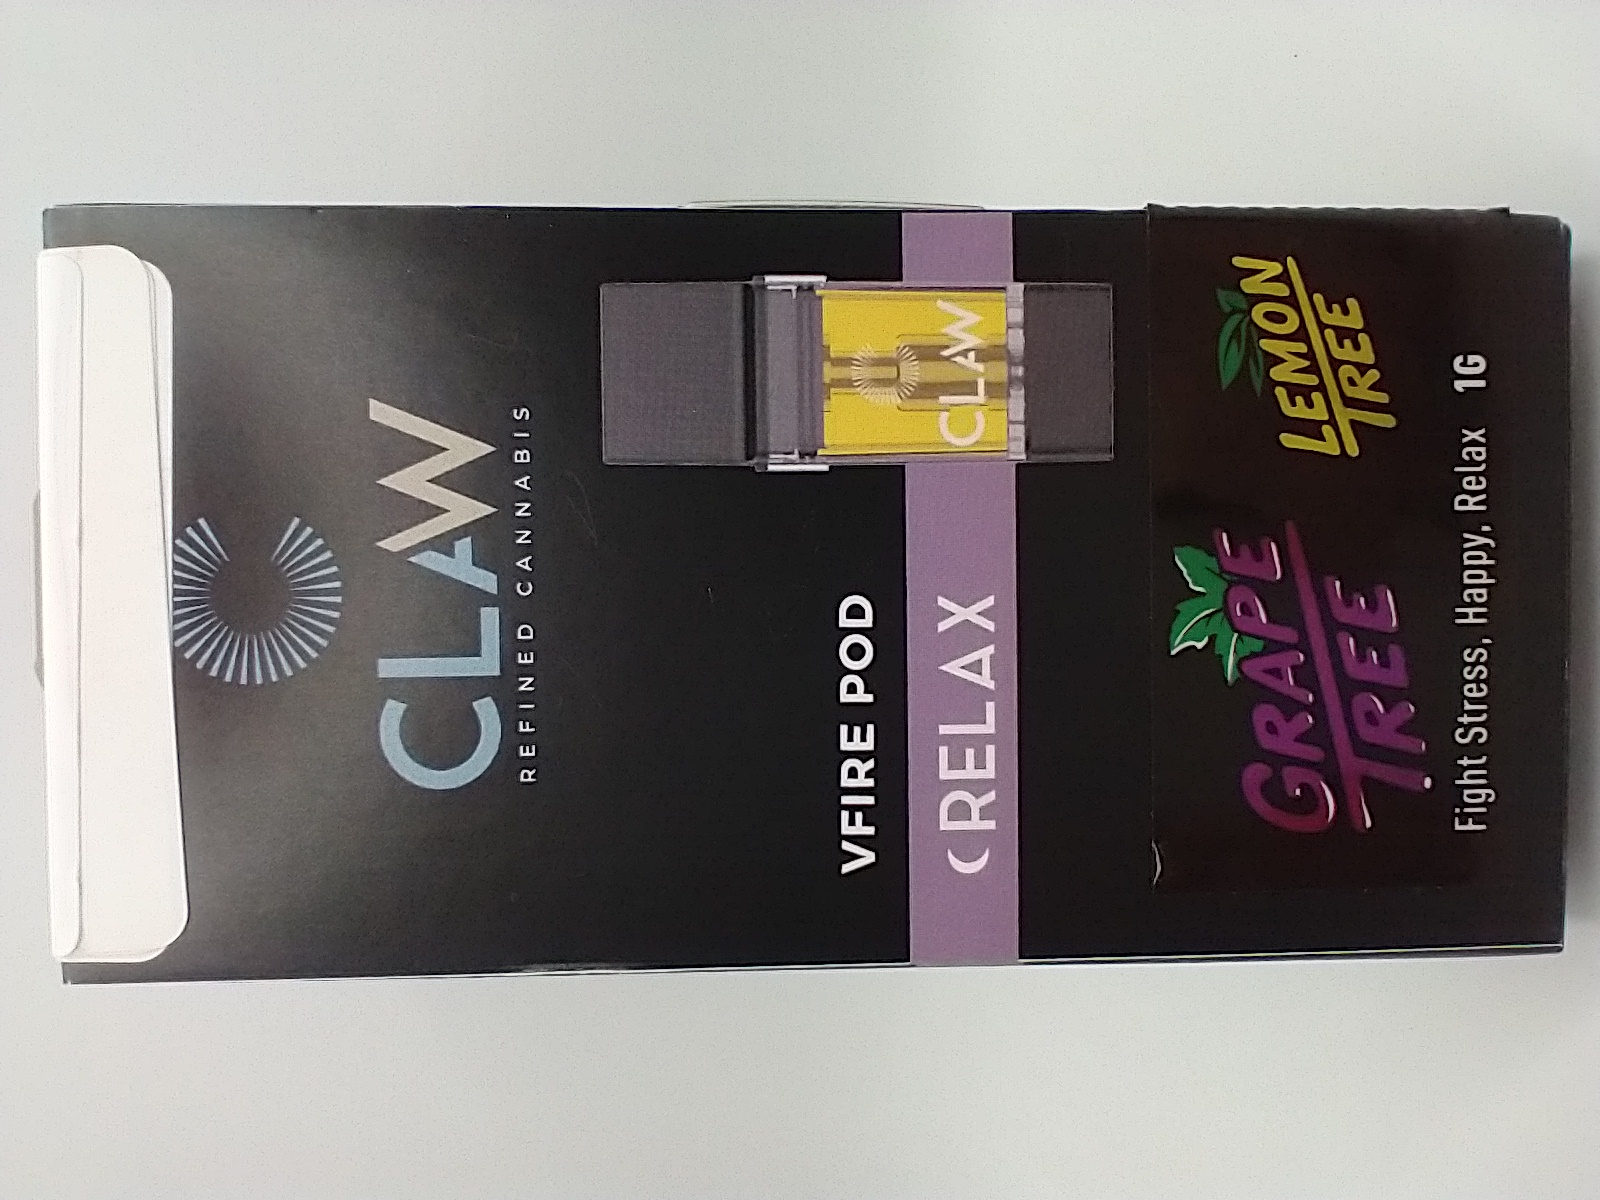 CLAW
REFINED CANNABIS
CLAW
VFIRE POD
RELAX
GRAPE
TREE
LEMON
TREE
Fight Stress, Happy, Relax 1G